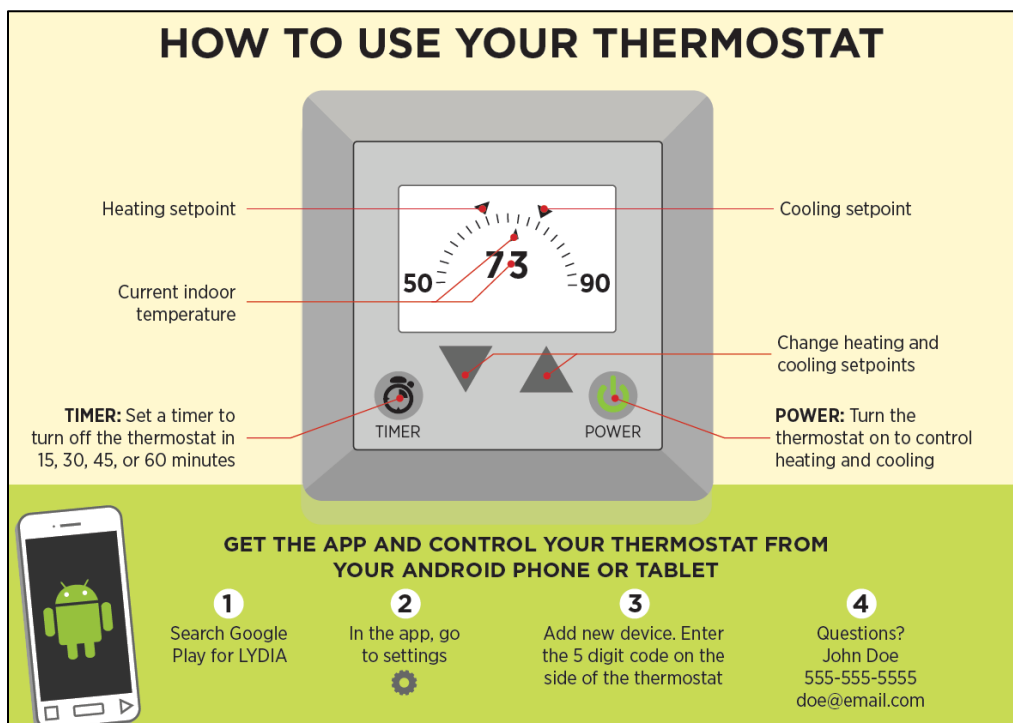 HOW TO USE YOUR THERMOSTAT
Heating setpoint
Cooling setpoint
73
50
90
Current indoor
temperature
Change heating and
cooling setpoints
TIMER
POWER
TIMER: Set a timer to
turn off the thermostat in
15, 30, 45, or 60 minutes
POWER: Turn the
thermostat on to control
heating and cooling
GET THE APP AND CONTROL YOUR THERMOSTAT FROM
YOUR ANDROID PHONE OR TABLET
1
Search Google
Play for LYDIA
2
In the app, go
to settings
3
Add new device. Enter
the 5 digit code on the
side of the thermostat
4
Questions?
John Doe
555-555-5555
doe@email.com